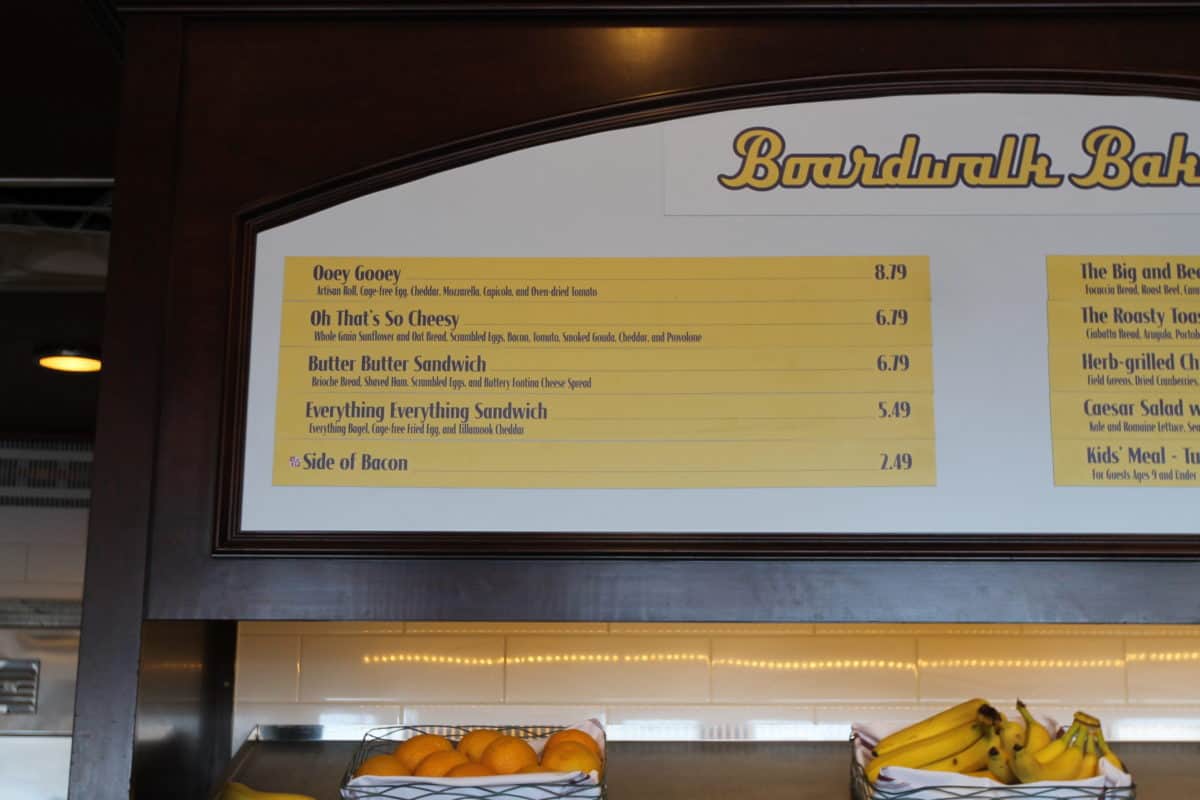 Boardwalk Bak
Ooey Gooey 8.79
Artisan Roll, Cage-free Egg, Cheddar, Mozzarella, Capicola, and Oven-dried Tomato
Oh That's So Cheesy 6.79
Whole Grain Sunflower and Oat Bread, Scrambled Eggs, Bacon, Tomato, Smoked Gouda, Cheddar, and Provolone
Butter Butter Sandwich 6.79
Brioche Bread, Shaved Ham, Scrambled Eggs, and Buttery Fontina Cheese Spread
Everything Everything Sandwich 5.49
Everything Bagel, Cage-free Fried Egg, and Tillamook Cheddar
Side of Bacon 2.49
The Big and Bee
Focaccia Bread, Roast Beef, Cara
The Roasty Toas
Ciabatta Bread, Arugula, Portob
Herb-grilled Ch
Field Greens, Dried Cranberries,
Caesar Salad w
Kale and Romaine Lettuce, Sea
Kids' Meal - Tu
For Guests Ages 9 and Under